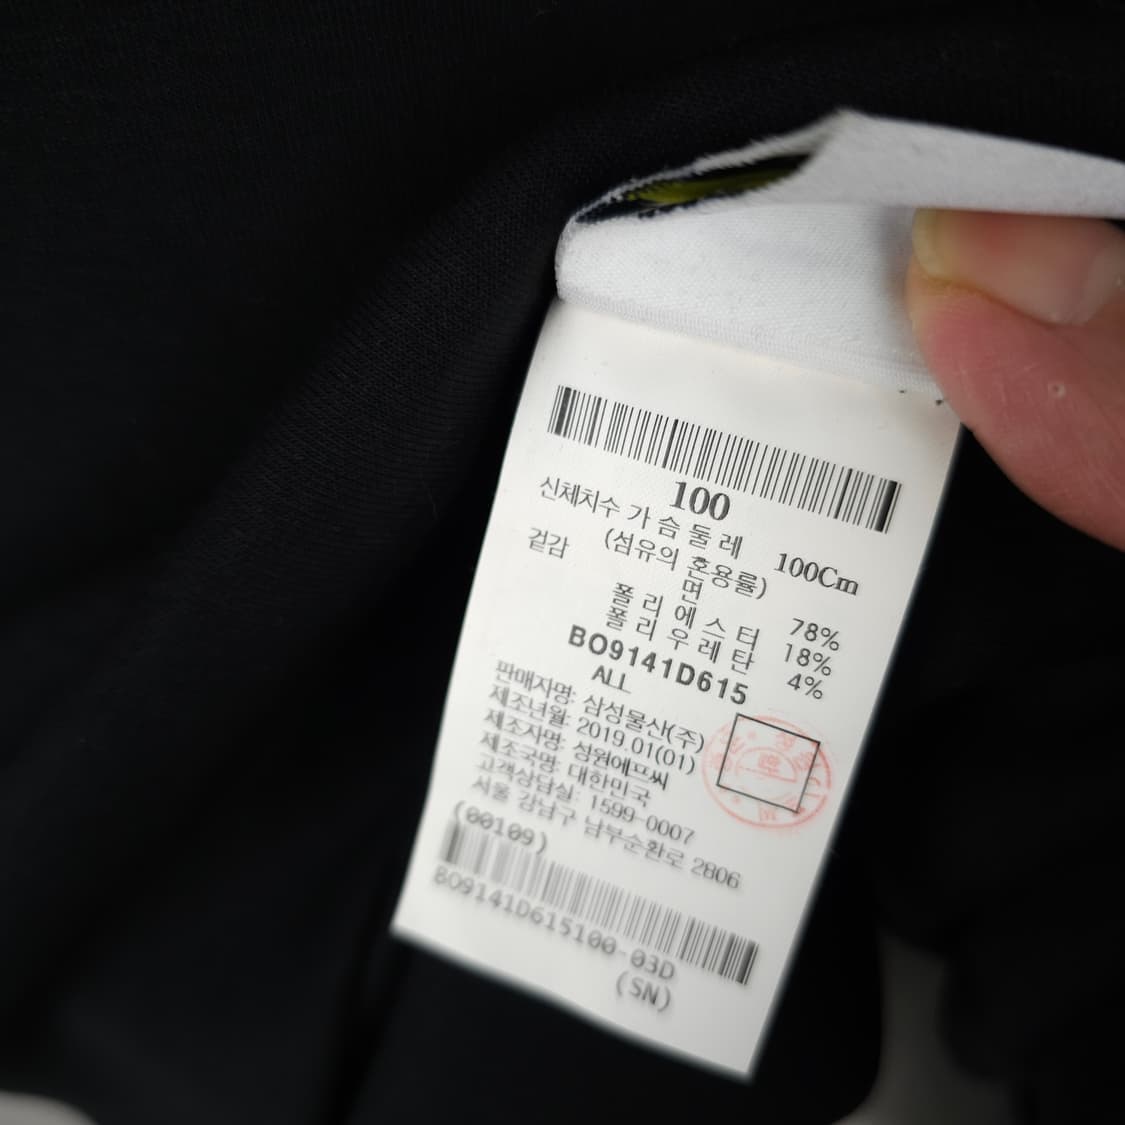 100
신체치수 가슴둘레 100Cm
(섬유의 혼용률)
겉감 면 78%
폴리에스터 18%
폴리우레탄 4%
BO9141D615
ALL
판매자명: 삼성물산(주)
제조년월: 2019.01(01)
제조자명: 성원에프씨
제조국명: 대한민국
고객상담실: 1599-0007
서울 강남구 남부순환로 2806
(00109)
BO9141D615100-03D
(SN)